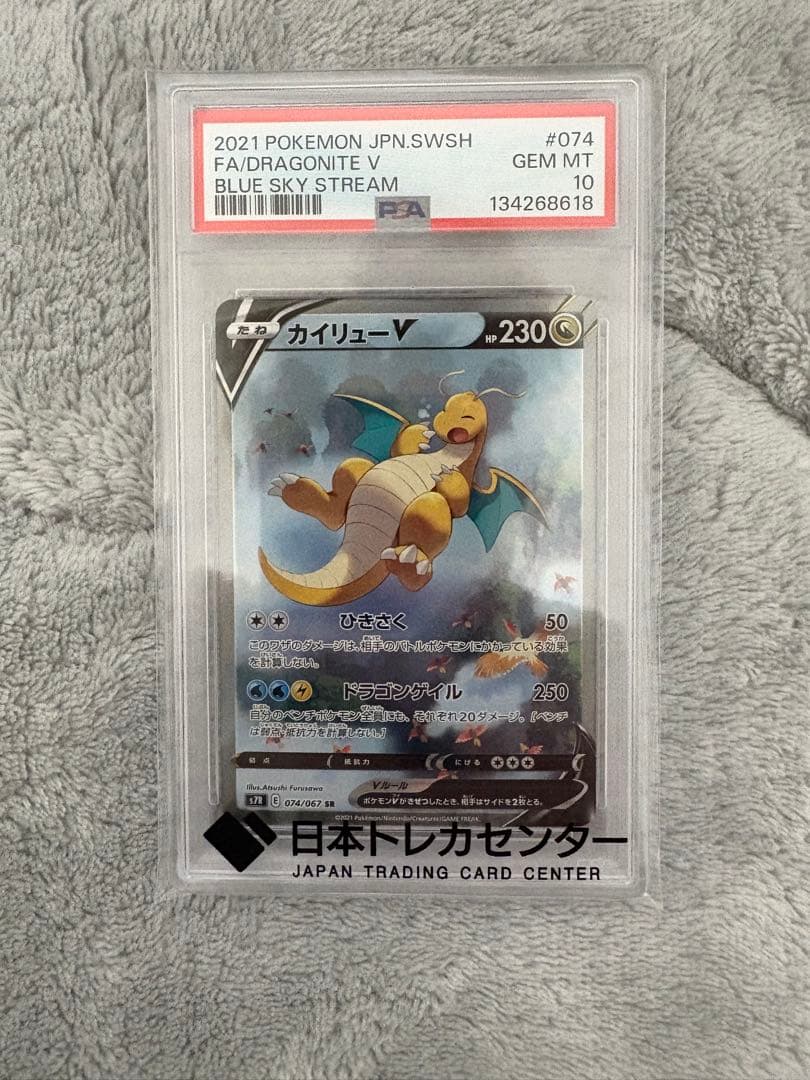 2021 POKEMON JPN.SWSH #074
FA/DRAGONITE V GEM MT
BLUE SKY STREAM 10
PSA 134268618
たね カイリューV HP 230
ひきさく 50
このワザのダメージは、相手のバトルポケモンにかかっている効果
を計算しない。
ドラゴンゲイル 250
自分のベンチポケモン全員にも、それぞれ20ダメージ。[ベンチ
は弱点・抵抗力を計算しない。]
弱点 抵抗力 にげる
Illus.Atsushi Furusawa
Vルール
s7R E 074/067 SR
ポケモンVがきぜつしたとき、相手はサイドを2枚とる。
©2021 Pokémon/Nintendo/Creatures/GAME FREAK.
日本トレカセンター
JAPAN TRADING CARD CENTER